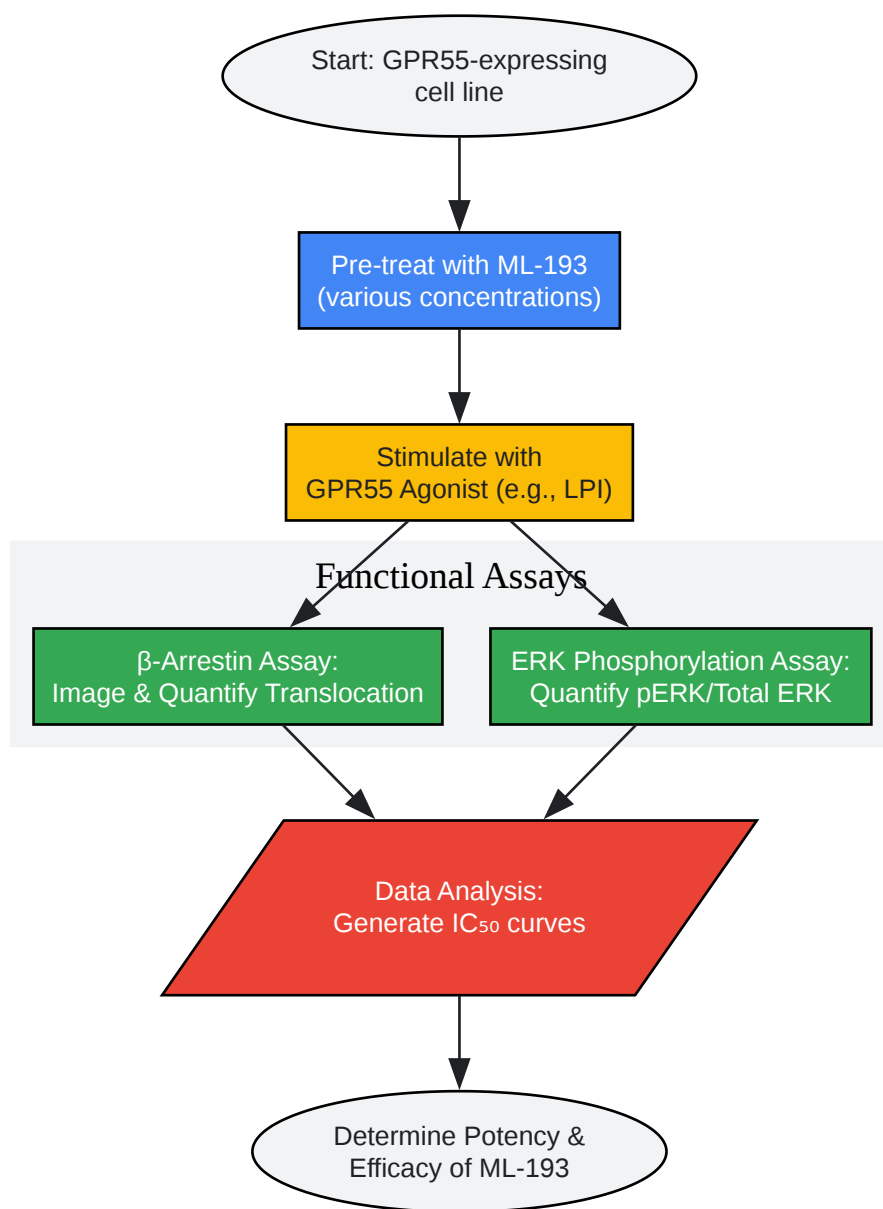 Start: GPR55-expressing
cell line
Pre-treat with ML-193
(various concentrations)
Stimulate with
GPR55 Agonist (e.g., LPI)
Functional Assays
β-Arrestin Assay:
Image & Quantify Translocation
ERK Phosphorylation Assay:
Quantify pERK/Total ERK
Data Analysis:
Generate IC₅₀ curves
Determine Potency &
Efficacy of ML-193